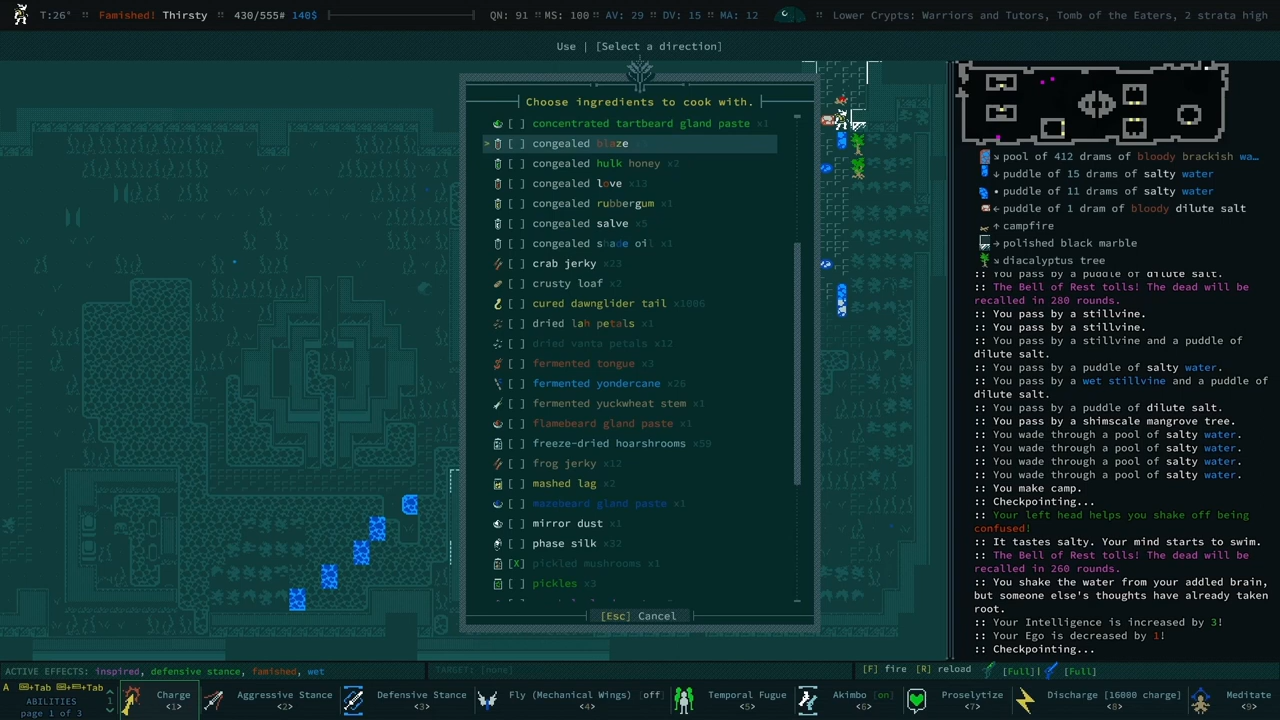 T:26° Famished! Thirsty 430/555# 140$ QN: 91 MS: 100 AV: 29 DV: 15 MA: 12 Lower Crypts: Warriors and Tutors, Tomb of the Eaters, 2 strata high
Use | [Select a direction]
Choose ingredients to cook with.
[ ] concentrated tartbeard gland paste x1
> [ ] congealed blaze
[ ] congealed hulk honey x2
[ ] congealed love x13
[ ] congealed rubbergum x1
[ ] congealed salve x5
[ ] congealed shade oil x1
[ ] crab jerky x23
[ ] crusty loaf x2
[ ] cured dawnglider tail x1006
[ ] dried lah petals x1
[ ] dried vanta petals x12
[ ] fermented tongue x3
[ ] fermented yondercane x26
[ ] fermented yuckwheat stem x1
[ ] flamebeard gland paste x1
[ ] freeze-dried hoarshrooms x59
[ ] frog jerky x12
[ ] mashed lag x2
[ ] mazebeard gland paste x1
[ ] mirror dust x1
[ ] phase silk x32
[X] pickled mushrooms x1
[ ] pickles x3
[Esc] Cancel
pool of 412 drams of bloody brackish wa…
puddle of 15 drams of salty water
puddle of 11 drams of salty water
puddle of 1 dram of bloody dilute salt
campfire
polished black marble
diacalyptus tree
:: You pass by a puddle of dilute salt.
:: The Bell of Rest tolls! The dead will be
recalled in 280 rounds.
:: You pass by a stillvine.
:: You pass by a stillvine.
:: You pass by a stillvine and a puddle of
dilute salt.
:: You pass by a puddle of salty water.
:: You pass by a wet stillvine and a puddle of
dilute salt.
:: You pass by a puddle of dilute salt.
:: You pass by a shimscale mangrove tree.
:: You wade through a pool of salty water.
:: You wade through a pool of salty water.
:: You wade through a pool of salty water.
:: You wade through a pool of salty water.
:: You make camp.
:: Checkpointing...
:: Your left head helps you shake off being
confused!
:: It tastes salty. Your mind starts to swim.
:: The Bell of Rest tolls! The dead will be
recalled in 260 rounds.
:: You shake the water from your addled brain,
but someone else's thoughts have already taken
root.
:: Your Intelligence is increased by 3!
:: Your Ego is decreased by 1!
:: Checkpointing...
ACTIVE EFFECTS: inspired, defensive stance, famished, wet
TARGET: [none]
[F] fire [R] reload [Full] [Full]
A +Tab +Tab
ABILITIES 1
page 1 of 3
Charge <1>
Aggressive Stance <2>
Defensive Stance <3>
Fly (Mechanical Wings) [off] <4>
Temporal Fugue <5>
Akimbo [on] <6>
Proselytize <7>
Discharge [16000 charge] <8>
Meditate <9>